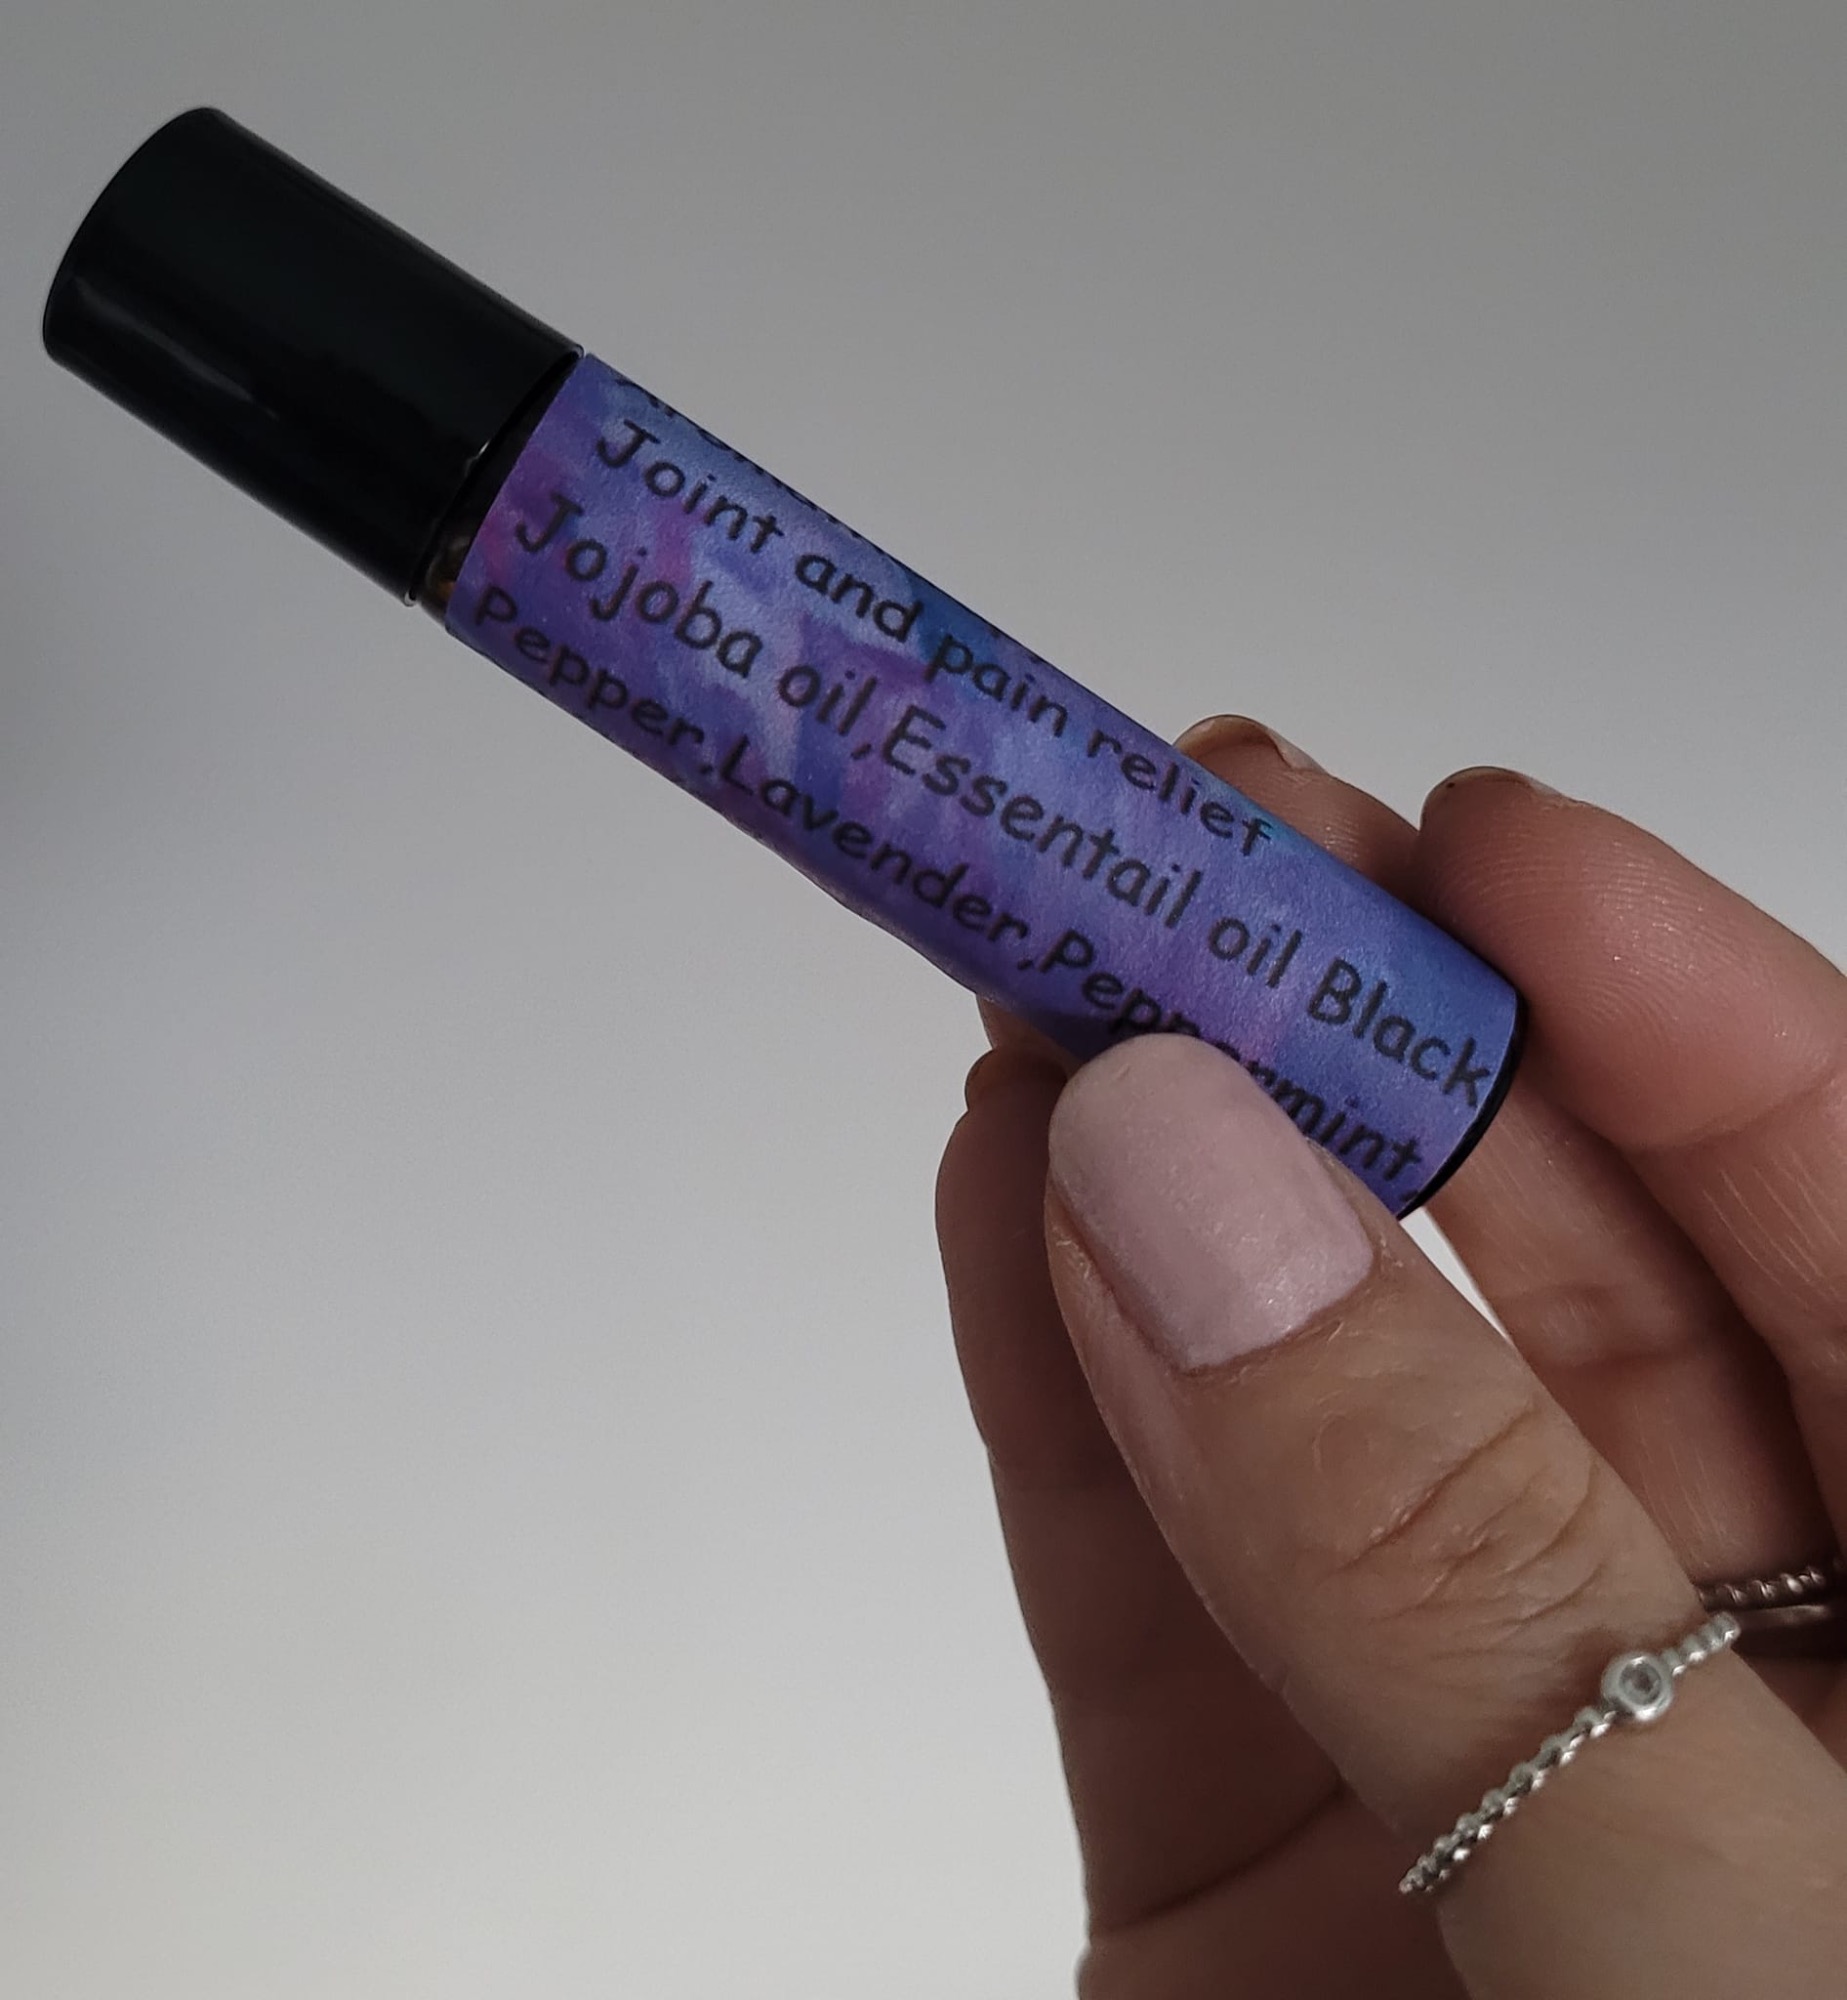 Joint and pain relief
Jojoba oil,Essentail oil Black
Pepper,Lavender,Peppermint,